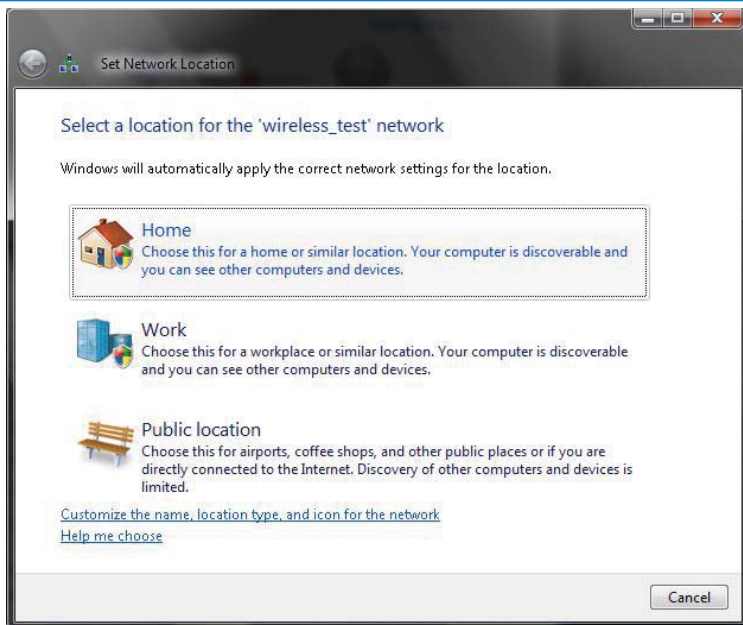 Set Network Location
Select a location for the 'wireless_test' network
Windows will automatically apply the correct network settings for the location.
Home
Choose this for a home or similar location. Your computer is discoverable and
you can see other computers and devices.
Work
Choose this for a workplace or similar location. Your computer is discoverable
and you can see other computers and devices.
Public location
Choose this for airports, coffee shops, and other public places or if you are
directly connected to the Internet. Discovery of other computers and devices is
limited.
Customize the name, location type, and icon for the network
Help me choose
Cancel